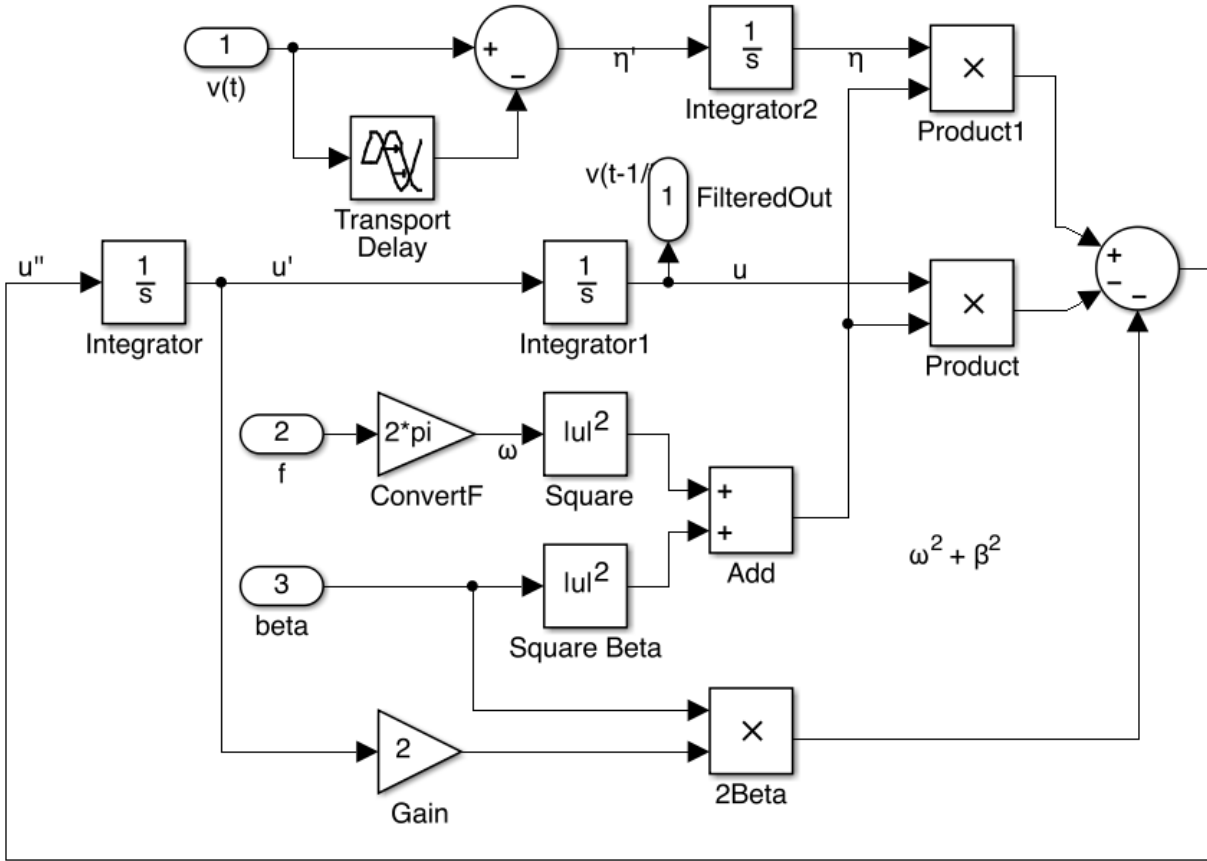 1
v(t)
+
−
η'
1
s
Integrator2
η
×
Product1
Transport
Delay
v(t-1/
1
FilteredOut
u"
1
s
Integrator
u'
1
s
Integrator1
u
×
Product
+
−
−
2
f
2*pi
ConvertF
ω
|u|²
Square
+
+
Add
3
beta
|u|²
Square Beta
ω² + β²
2
Gain
×
2Beta